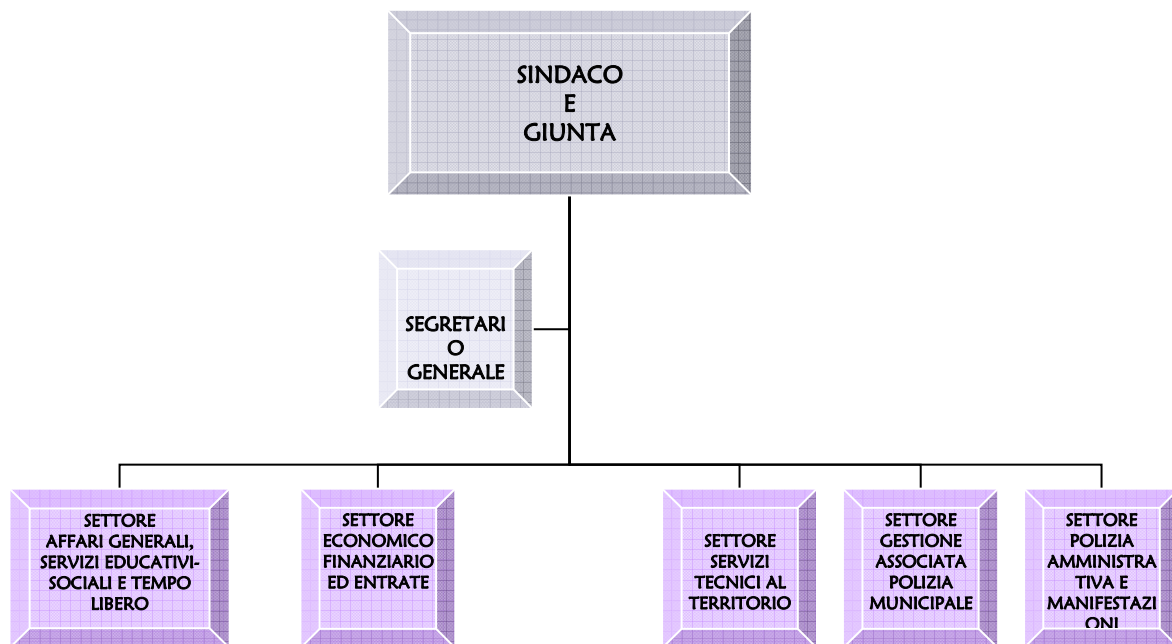 SINDACO
E
GIUNTA
SEGRETARI
O
GENERALE
SETTORE
AFFARI GENERALI,
SERVIZI EDUCATIVI-
SOCIALI E TEMPO
LIBERO
SETTORE
ECONOMICO
FINANZIARIO
ED ENTRATE
SETTORE
SERVIZI
TECNICI AL
TERRITORIO
SETTORE
GESTIONE
ASSOCIATA
POLIZIA
MUNICIPALE
SETTORE
POLIZIA
AMMINISTRA
TIVA E
MANIFESTAZI
ONI